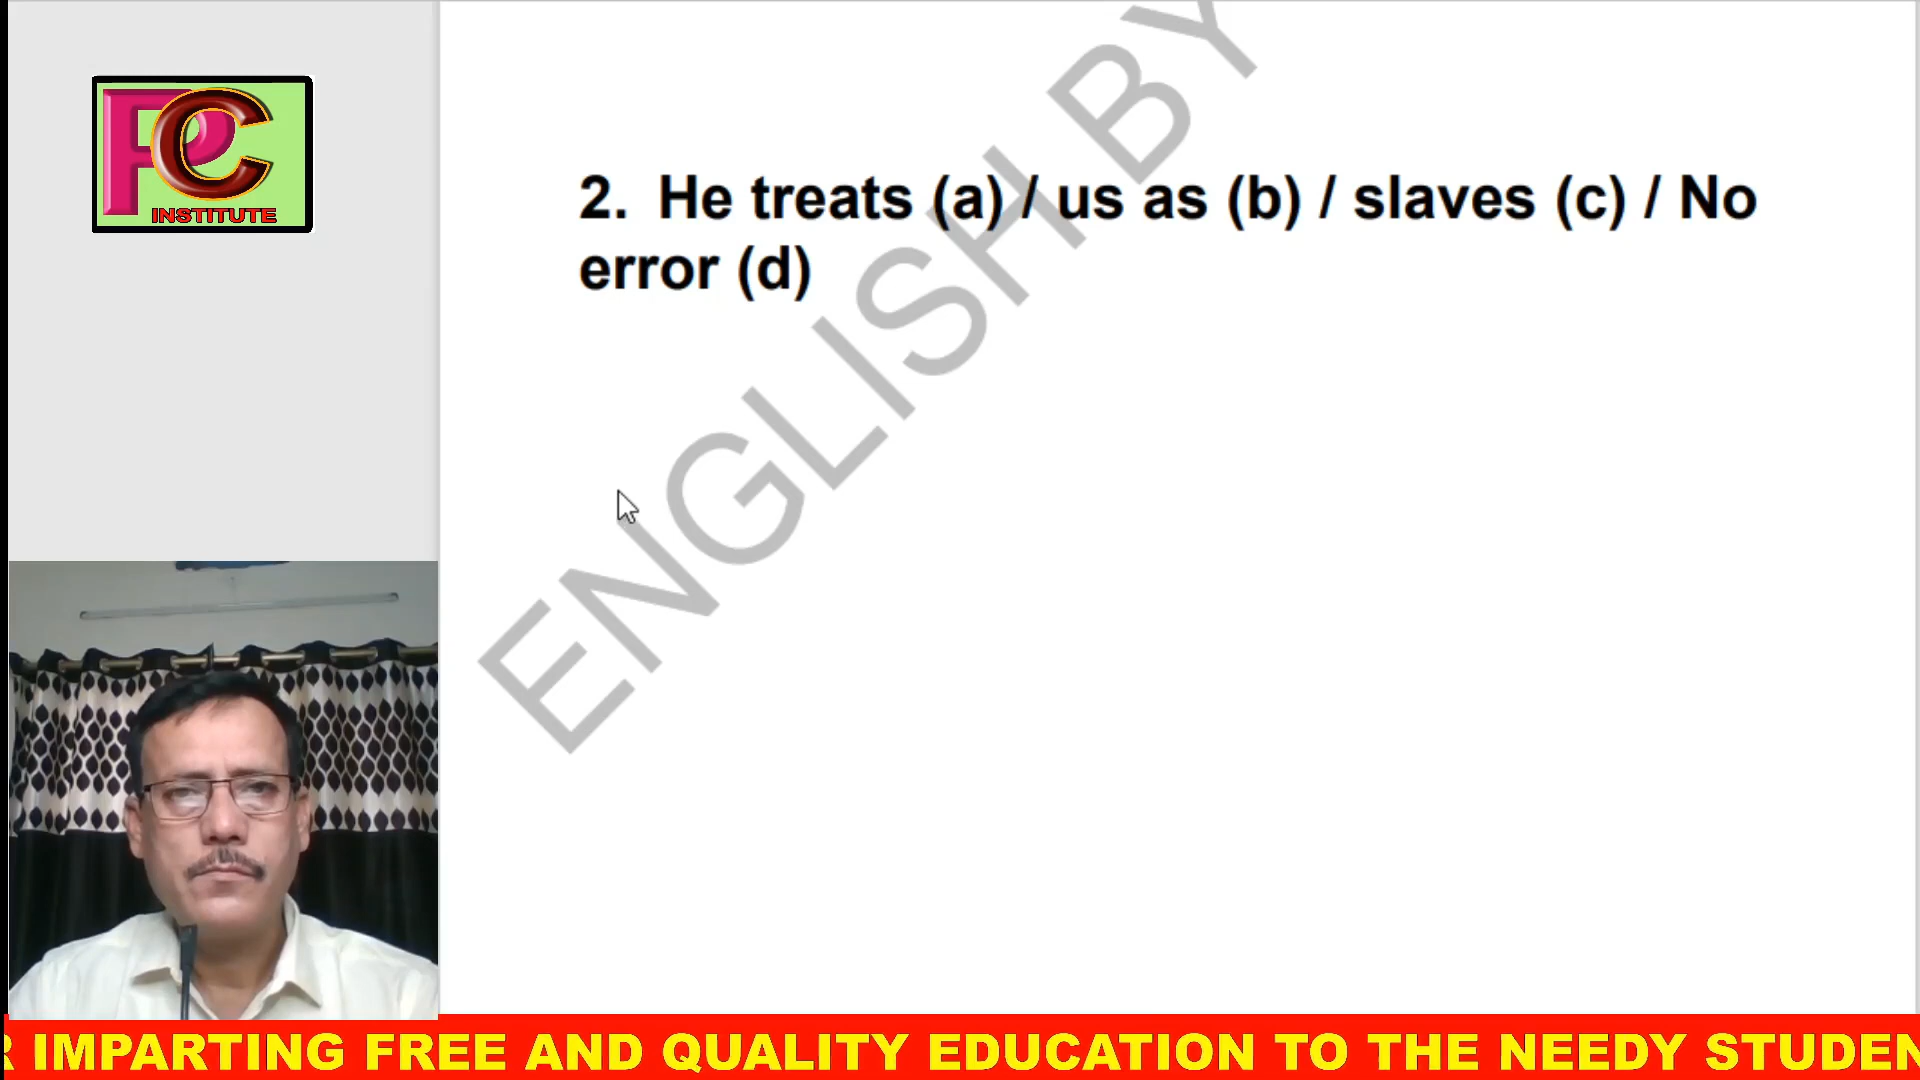 PC
INSTITUTE
2. He treats (a) / us as (b) / slaves (c) / No
error (d)
ENGLISH BY
R IMPARTING FREE AND QUALITY EDUCATION TO THE NEEDY STUDEN